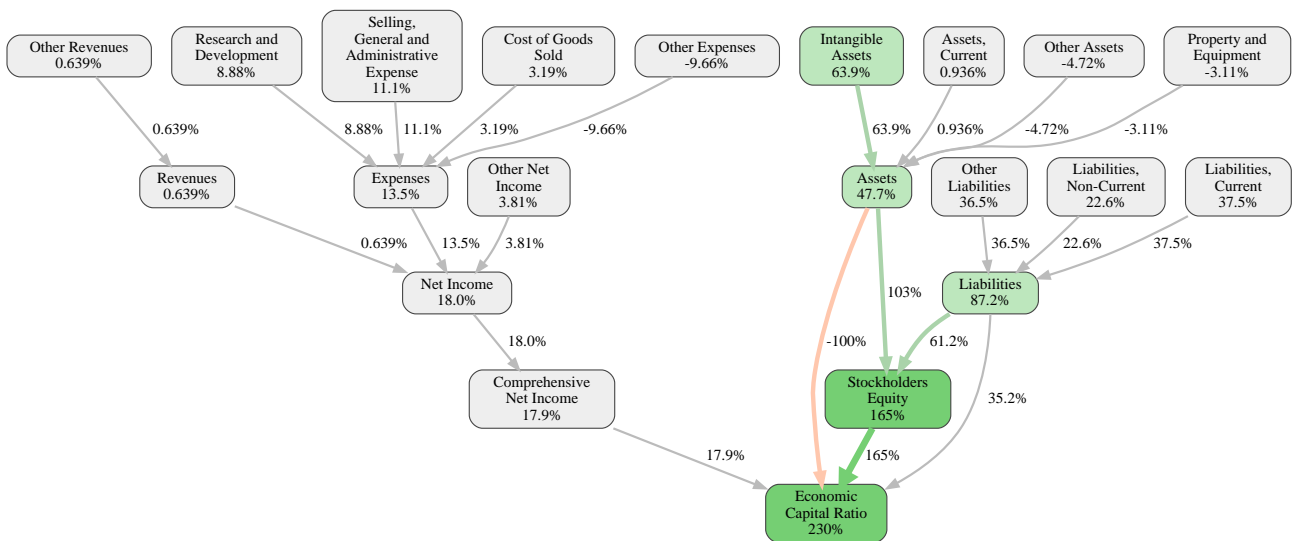 Other Revenues
0.639%
Research and
Development
8.88%
Selling,
General and
Administrative
Expense
11.1%
Cost of Goods
Sold
3.19%
Other Expenses
-9.66%
Intangible
Assets
63.9%
Assets,
Current
0.936%
Other Assets
-4.72%
Property and
Equipment
-3.11%
0.639%
8.88%
11.1%
3.19%
-9.66%
63.9%
0.936%
-4.72%
-3.11%
Revenues
0.639%
Expenses
13.5%
Other Net
Income
3.81%
Assets
47.7%
Other
Liabilities
36.5%
Liabilities,
Non-Current
22.6%
Liabilities,
Current
37.5%
0.639%
13.5%
3.81%
36.5%
22.6%
37.5%
Net Income
18.0%
103%
Liabilities
87.2%
18.0%
-100%
61.2%
Comprehensive
Net Income
17.9%
Stockholders
Equity
165%
35.2%
17.9%
165%
Economic
Capital Ratio
230%